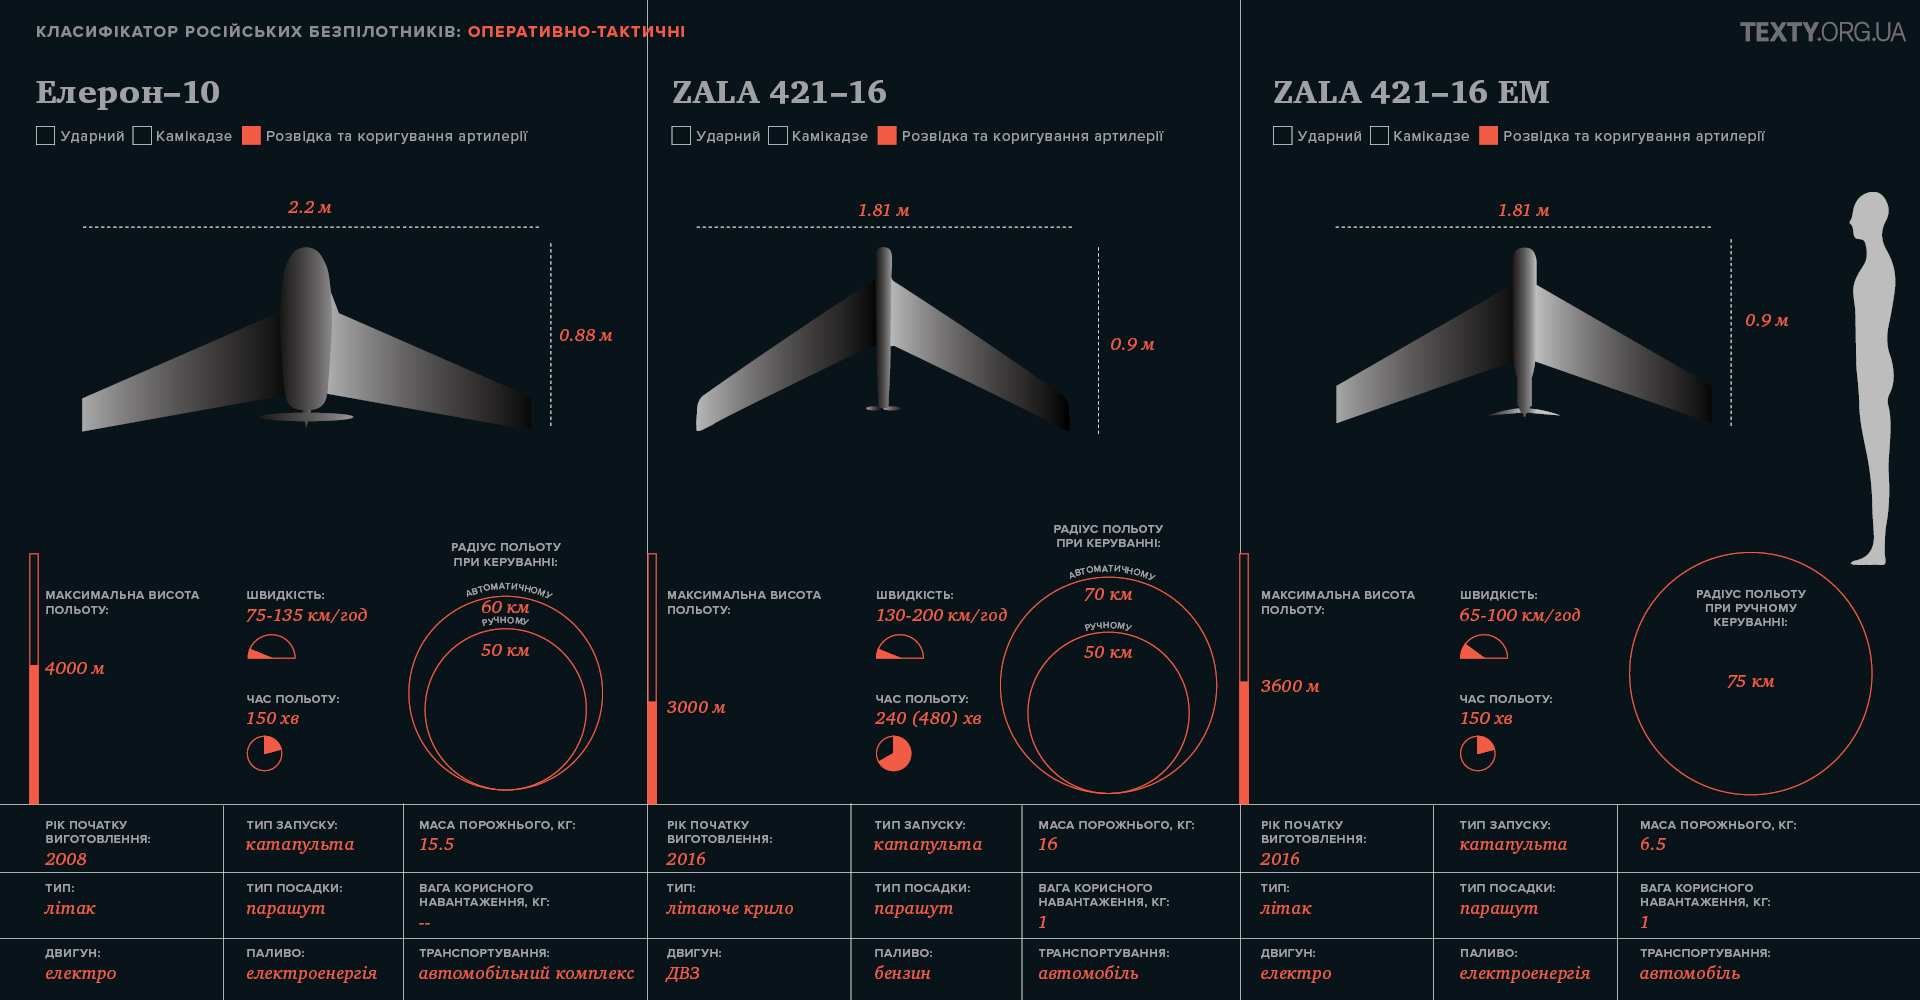 КЛАСИФІКАТОР РОСІЙСЬКИХ БЕЗПІЛОТНИКІВ: ОПЕРАТИВНО-ТАКТИЧНІ
TEXTY.ORG.UA
Елерон–10
Ударний Камікадзе Розвідка та коригування артилерії
2.2 м
0.88 м
РАДІУС ПОЛЬОТУ
ПРИ КЕРУВАННІ:
АВТОМАТИЧНОМУ
60 км
РУЧНОМУ
50 км
МАКСИМАЛЬНА ВИСОТА
ПОЛЬОТУ:
4000 м
ШВИДКІСТЬ:
75-135 км/год
ЧАС ПОЛЬОТУ:
150 хв
РІК ПОЧАТКУ
ВИГОТОВЛЕННЯ:
2008
ТИП ЗАПУСКУ:
катапульта
МАСА ПОРОЖНЬОГО, КГ:
15.5
ТИП:
літак
ТИП ПОСАДКИ:
парашут
ВАГА КОРИСНОГО
НАВАНТАЖЕННЯ, КГ:
--
ДВИГУН:
електро
ПАЛИВО:
електроенергія
ТРАНСПОРТУВАННЯ:
автомобільний комплекс
ZALA 421–16
Ударний Камікадзе Розвідка та коригування артилерії
1.81 м
0.9 м
РАДІУС ПОЛЬОТУ
ПРИ КЕРУВАННІ:
АВТОМАТИЧНОМУ
70 км
РУЧНОМУ
50 км
МАКСИМАЛЬНА ВИСОТА
ПОЛЬОТУ:
3000 м
ШВИДКІСТЬ:
130-200 км/год
ЧАС ПОЛЬОТУ:
240 (480) хв
РІК ПОЧАТКУ
ВИГОТОВЛЕННЯ:
2016
ТИП ЗАПУСКУ:
катапульта
МАСА ПОРОЖНЬОГО, КГ:
16
ТИП:
літаюче крило
ТИП ПОСАДКИ:
парашут
ВАГА КОРИСНОГО
НАВАНТАЖЕННЯ, КГ:
1
ДВИГУН:
ДВЗ
ПАЛИВО:
бензин
ТРАНСПОРТУВАННЯ:
автомобіль
ZALA 421–16 ЕМ
Ударний Камікадзе Розвідка та коригування артилерії
1.81 м
0.9 м
МАКСИМАЛЬНА ВИСОТА
ПОЛЬОТУ:
3600 м
ШВИДКІСТЬ:
65-100 км/год
ЧАС ПОЛЬОТУ:
150 хв
РАДІУС ПОЛЬОТУ
ПРИ РУЧНОМУ
КЕРУВАННІ:
75 км
РІК ПОЧАТКУ
ВИГОТОВЛЕННЯ:
2016
ТИП ЗАПУСКУ:
катапульта
МАСА ПОРОЖНЬОГО, КГ:
6.5
ТИП:
літак
ТИП ПОСАДКИ:
парашут
ВАГА КОРИСНОГО
НАВАНТАЖЕННЯ, КГ:
1
ДВИГУН:
електро
ПАЛИВО:
електроенергія
ТРАНСПОРТУВАННЯ:
автомобіль